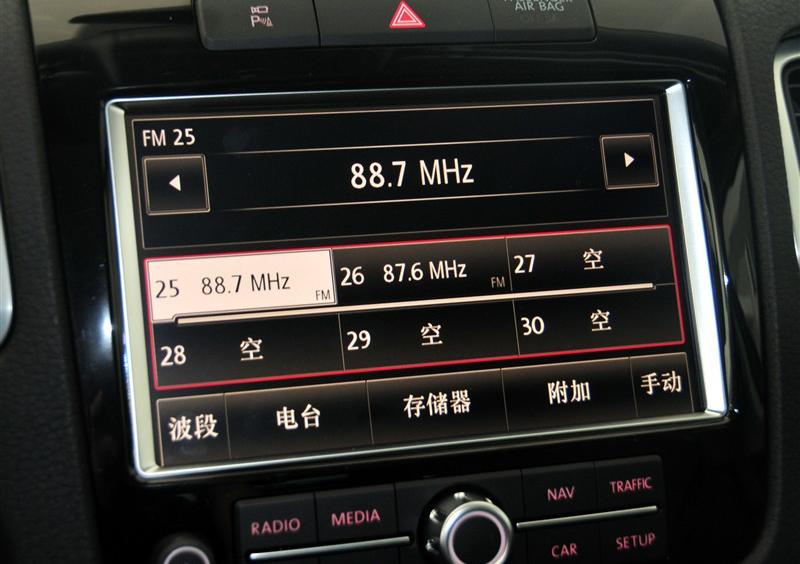 P
AIR BAG
FM 25
88.7 MHz
25 88.7 MHz FM
26 87.6 MHz FM
27 空
28 空
29 空
30 空
波段 电台 存储器 附加 手动
RADIO MEDIA NAV TRAFFIC
CAR SETUP